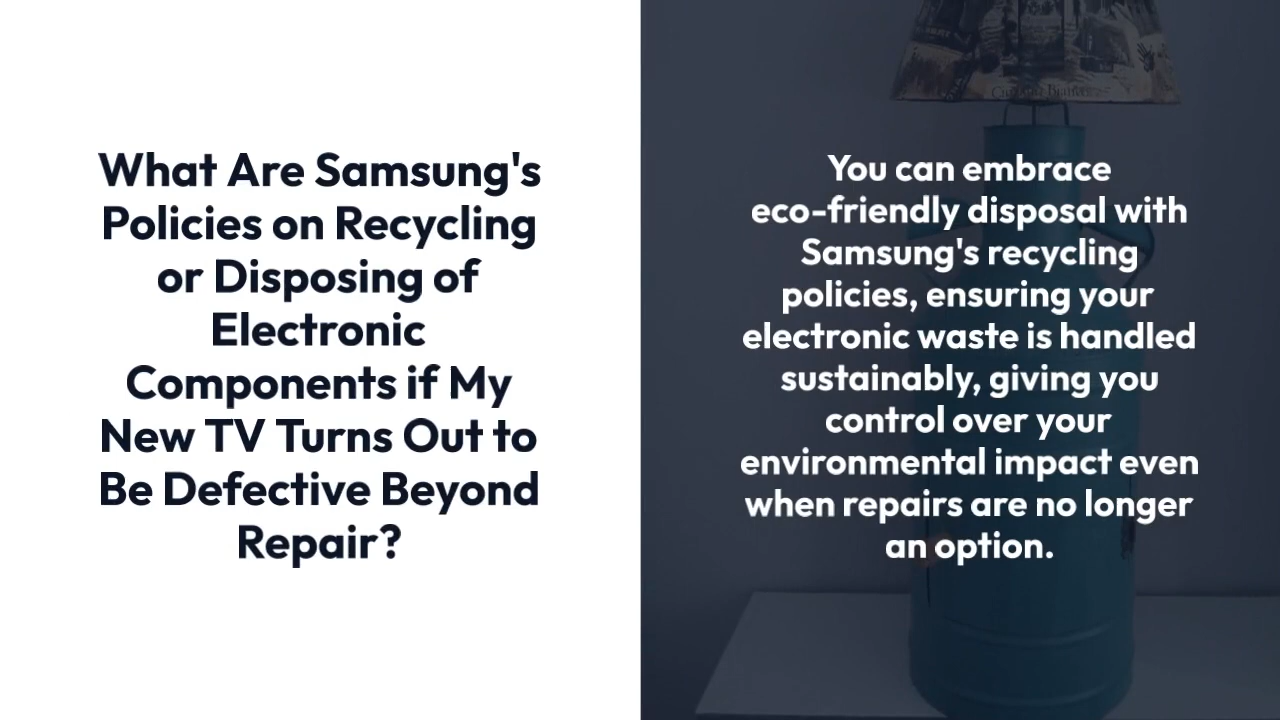 What Are Samsung's
Policies on Recycling
or Disposing of
Electronic
Components if My
New TV Turns Out to
Be Defective Beyond
Repair?
You can embrace
eco-friendly disposal with
Samsung's recycling
policies, ensuring your
electronic waste is handled
sustainably, giving you
control over your
environmental impact even
when repairs are no longer
an option.